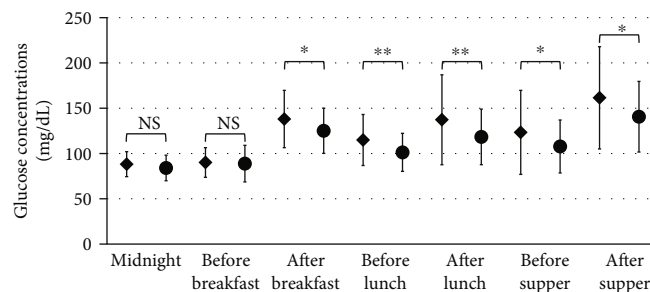 Glucose concentrations
(mg/dL)
250
200
150
100
50
0
NS
NS
*
**
**
*
*
Midnight
Before
breakfast
After
breakfast
Before
lunch
After
lunch
Before
supper
After
supper